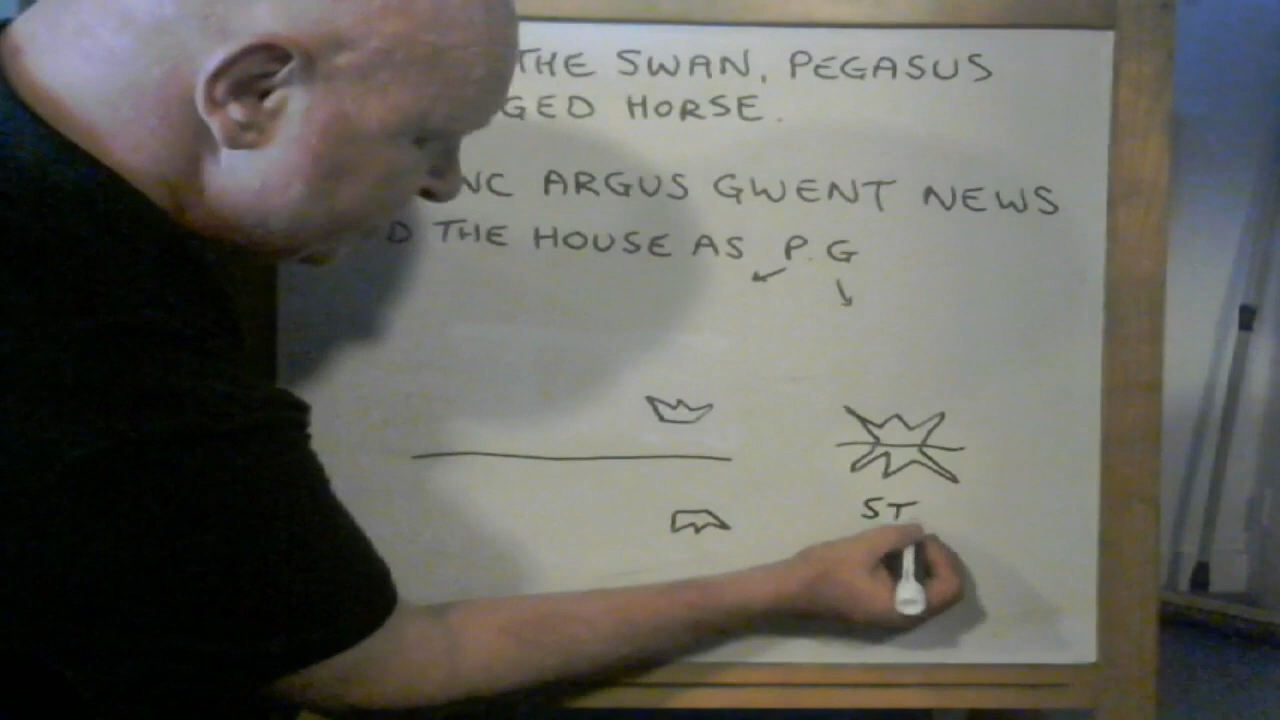 THE SWAN, PEGASUS
GED HORSE.
NC ARGUS GWENT NEWS
D THE HOUSE AS P.G
ST